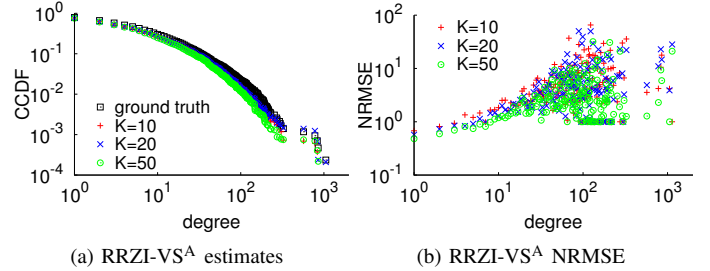 CCDF
10^0
10^-1
10^-2
10^-3
10^-4
ground truth
K=10
K=20
K=50
10^0 10^1 10^2 10^3
degree
(a) RRZI-VS^A estimates
NRMSE
10^2
10^1
10^0
10^-1
K=10
K=20
K=50
10^0 10^1 10^2 10^3
degree
(b) RRZI-VS^A NRMSE